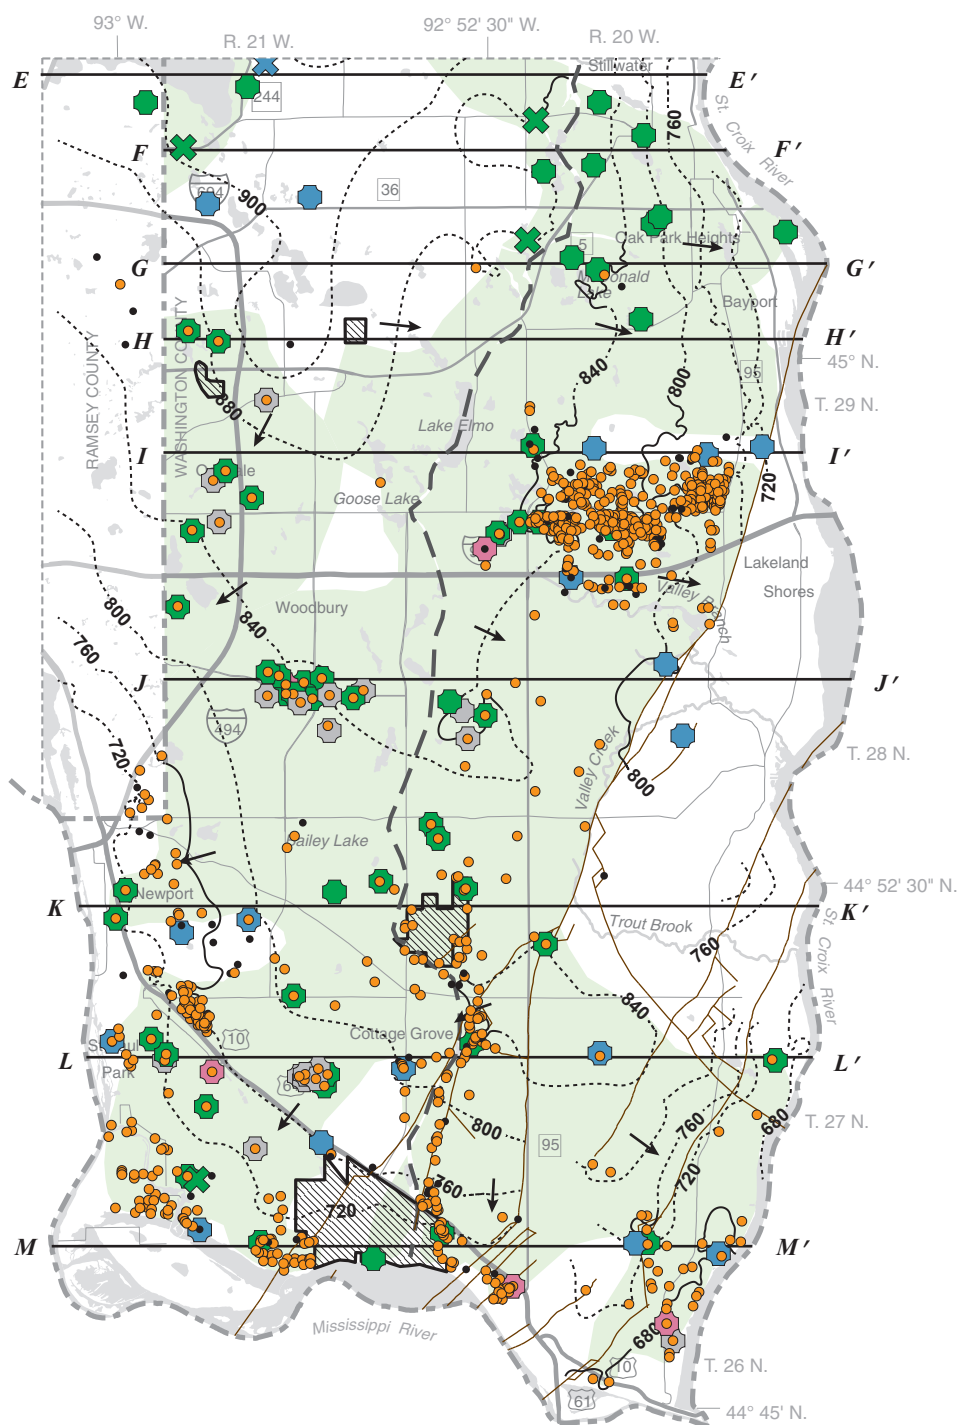 93° W.
92° 52' 30" W.
R. 21 W.
R. 20 W.
Stillwater
E
E′
244
760
St. Croix River
F
F′
694
36
900
5
Oak Park Heights
G
G′
McDonald
Lake
Bayport
WASHINGTON COUNTY
RAMSEY COUNTY
H
H′
45° N.
840
800
95
880
T. 29 N.
Lake Elmo
I
I′
Goose Lake
720
Lakeland
Shores
Valley Branch
800
840
Woodbury
760
J
J′
494
T. 28 N.
720
Valley Creek
800
Bailey Lake
Newport
44° 52' 30" N.
K
K′
Trout Brook
760
St. Croix River
840
10
Cottage Grove
St. Paul
Park
L
L′
800
760
680
T. 27 N.
95
720
760
720
M
M′
Mississippi River
680
10
T. 26 N.
61
44° 45' N.